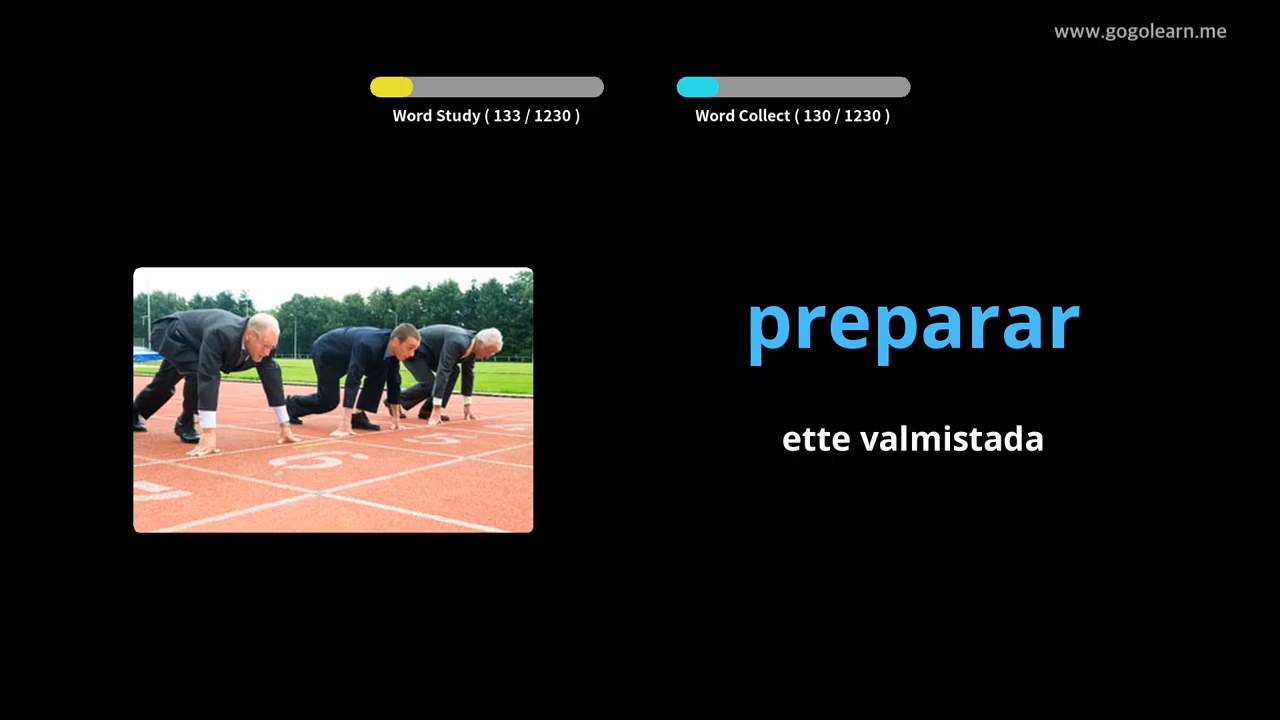 www.gogolearn.me
Word Study ( 133 / 1230 )
Word Collect ( 130 / 1230 )
preparar
ette valmistada